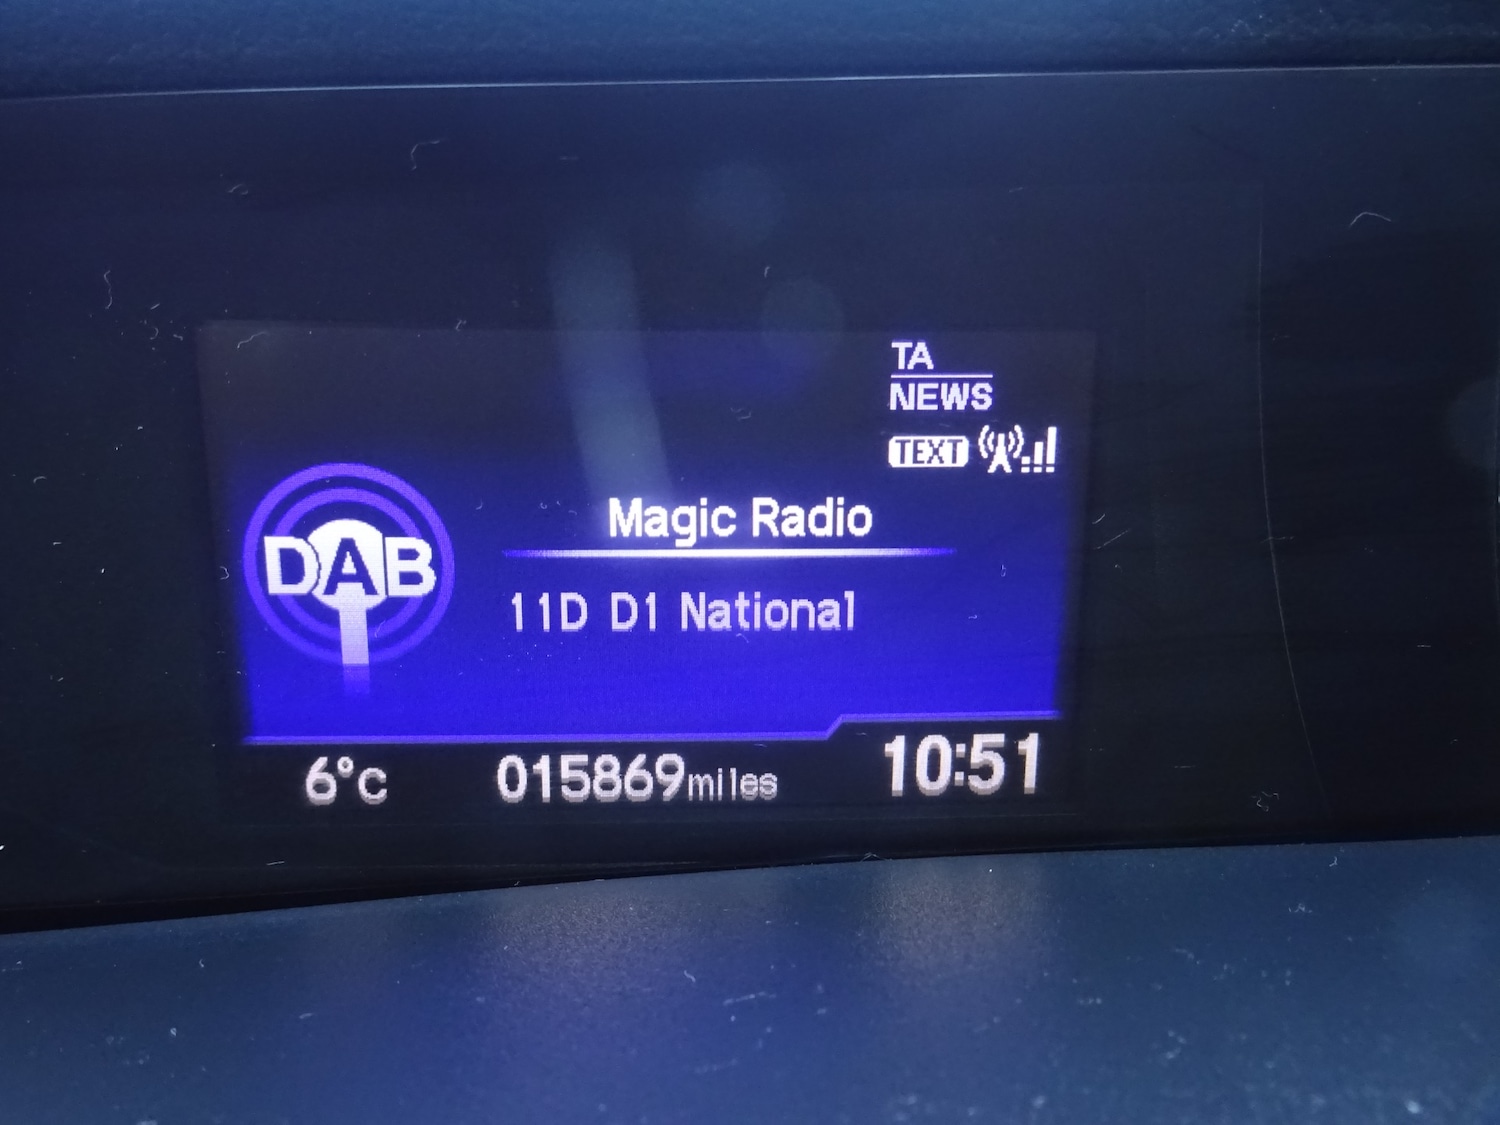 TA
NEWS
TEXT
Magic Radio
DAB
11D D1 National
6°c 015869miles 10:51